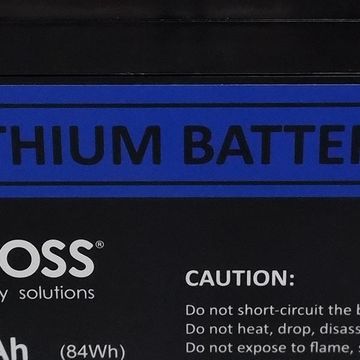 THIUM BATTER
OSS®
y solutions
CAUTION:
Do not short-circuit the b
Do not heat, drop, disass
Ah (84Wh)
Do not expose to flame, s